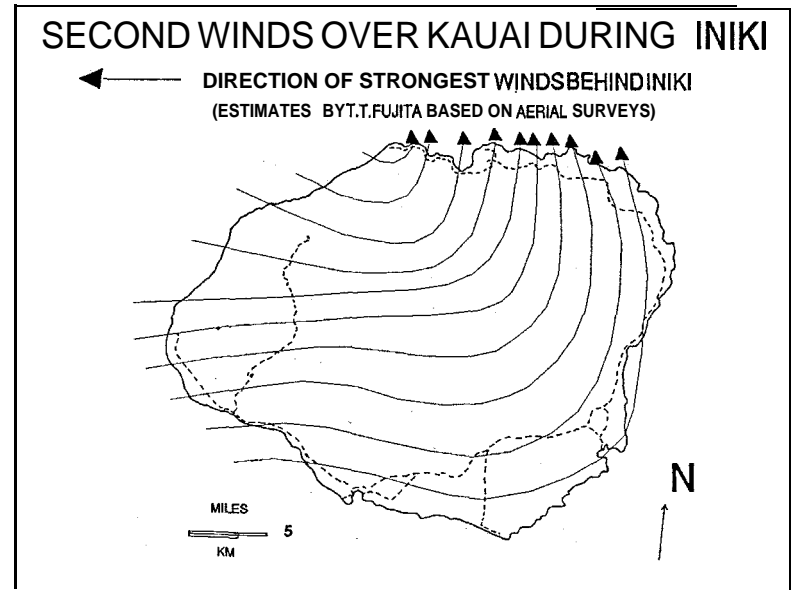 SECOND WINDS OVER KAUAI DURING INIKI
DIRECTION OF STRONGEST WINDSBEHINDINIKI
(ESTIMATES BYT.T.FUJITA BASED ON AERIAL SURVEYS)
N
MILES
5
KM